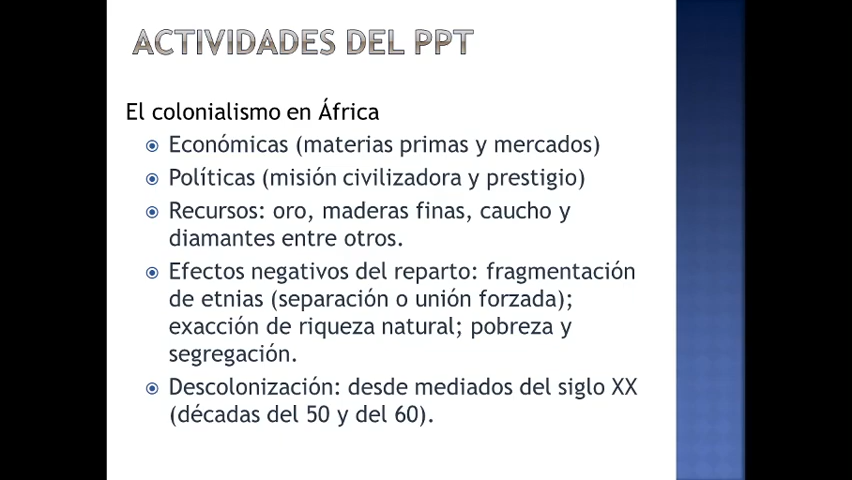 ACTIVIDADES DEL PPT
El colonialismo en África
Económicas (materias primas y mercados)
Políticas (misión civilizadora y prestigio)
Recursos: oro, maderas finas, caucho y
diamantes entre otros.
Efectos negativos del reparto: fragmentación
de etnias (separación o unión forzada);
exacción de riqueza natural; pobreza y
segregación.
Descolonización: desde mediados del siglo XX
(décadas del 50 y del 60).